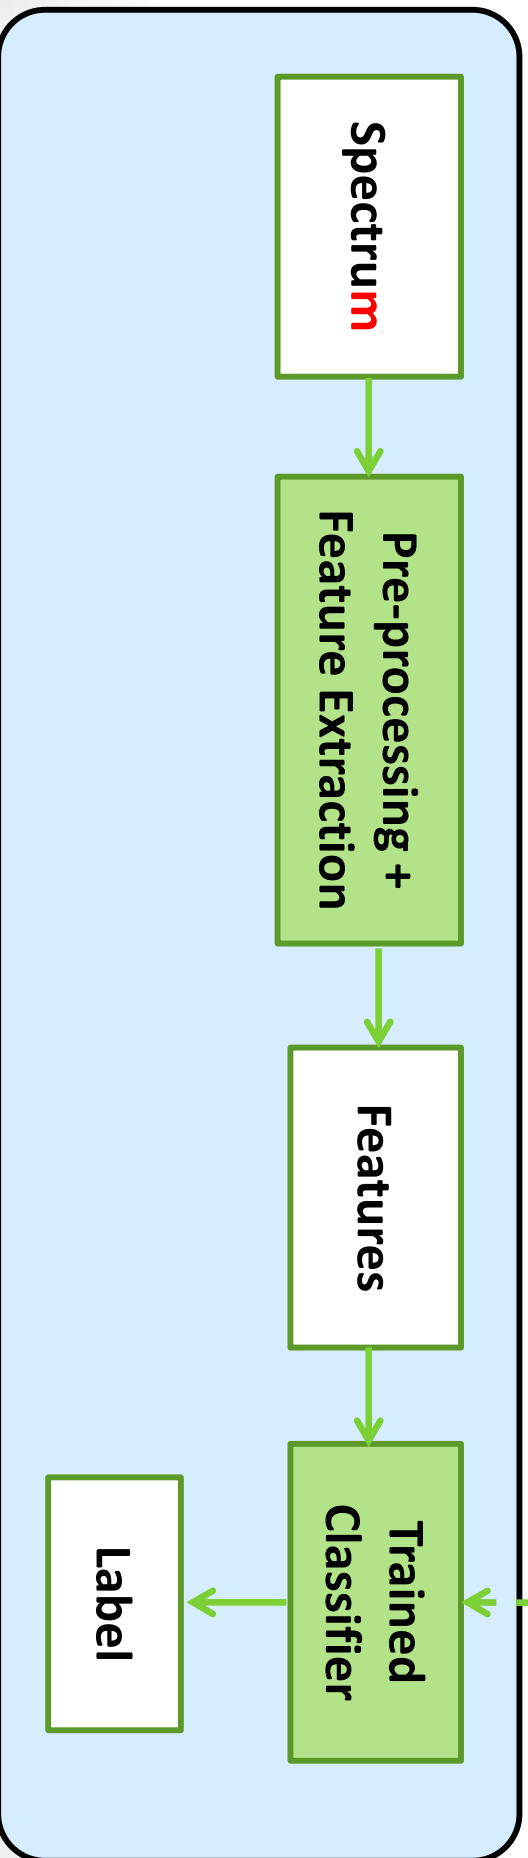 Spectrum
Pre-processing +
Feature Extraction
Features
Trained
Classifier
Label